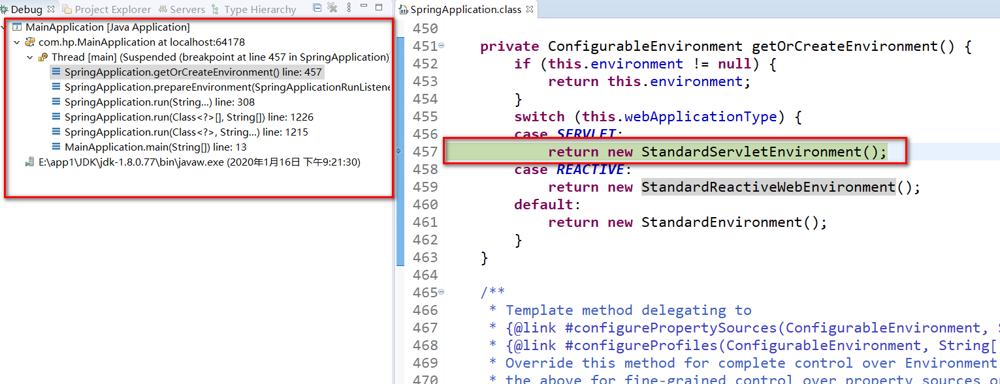 Debug Project Explorer Servers Type Hierarchy
MainApplication [Java Application]
com.hp.MainApplication at localhost:64178
Thread [main] (Suspended (breakpoint at line 457 in SpringApplication))
SpringApplication.getOrCreateEnvironment() line: 457
SpringApplication.prepareEnvironment(SpringApplicationRunListene
SpringApplication.run(String...) line: 308
SpringApplication.run(Class<?>[], String[]) line: 1226
SpringApplication.run(Class<?>, String...) line: 1215
MainApplication.main(String[]) line: 13
E:\app1\JDK\jdk-1.8.0.77\bin\javaw.exe (2020年1月16日 下午9:21:30)
SpringApplication.class
450
451 private ConfigurableEnvironment getOrCreateEnvironment() {
452 if (this.environment != null) {
453 return this.environment;
454 }
455 switch (this.webApplicationType) {
456 case SERVLET:
457 return new StandardServletEnvironment();
458 case REACTIVE:
459 return new StandardReactiveWebEnvironment();
460 default:
461 return new StandardEnvironment();
462 }
463 }
464
465 /**
466 * Template method delegating to
467 * {@link #configurePropertySources(ConfigurableEnvironment, S
468 * {@link #configureProfiles(ConfigurableEnvironment, String[
469 * Override this method for complete control over Environment
470 * the above for fine-grained control over property sources o